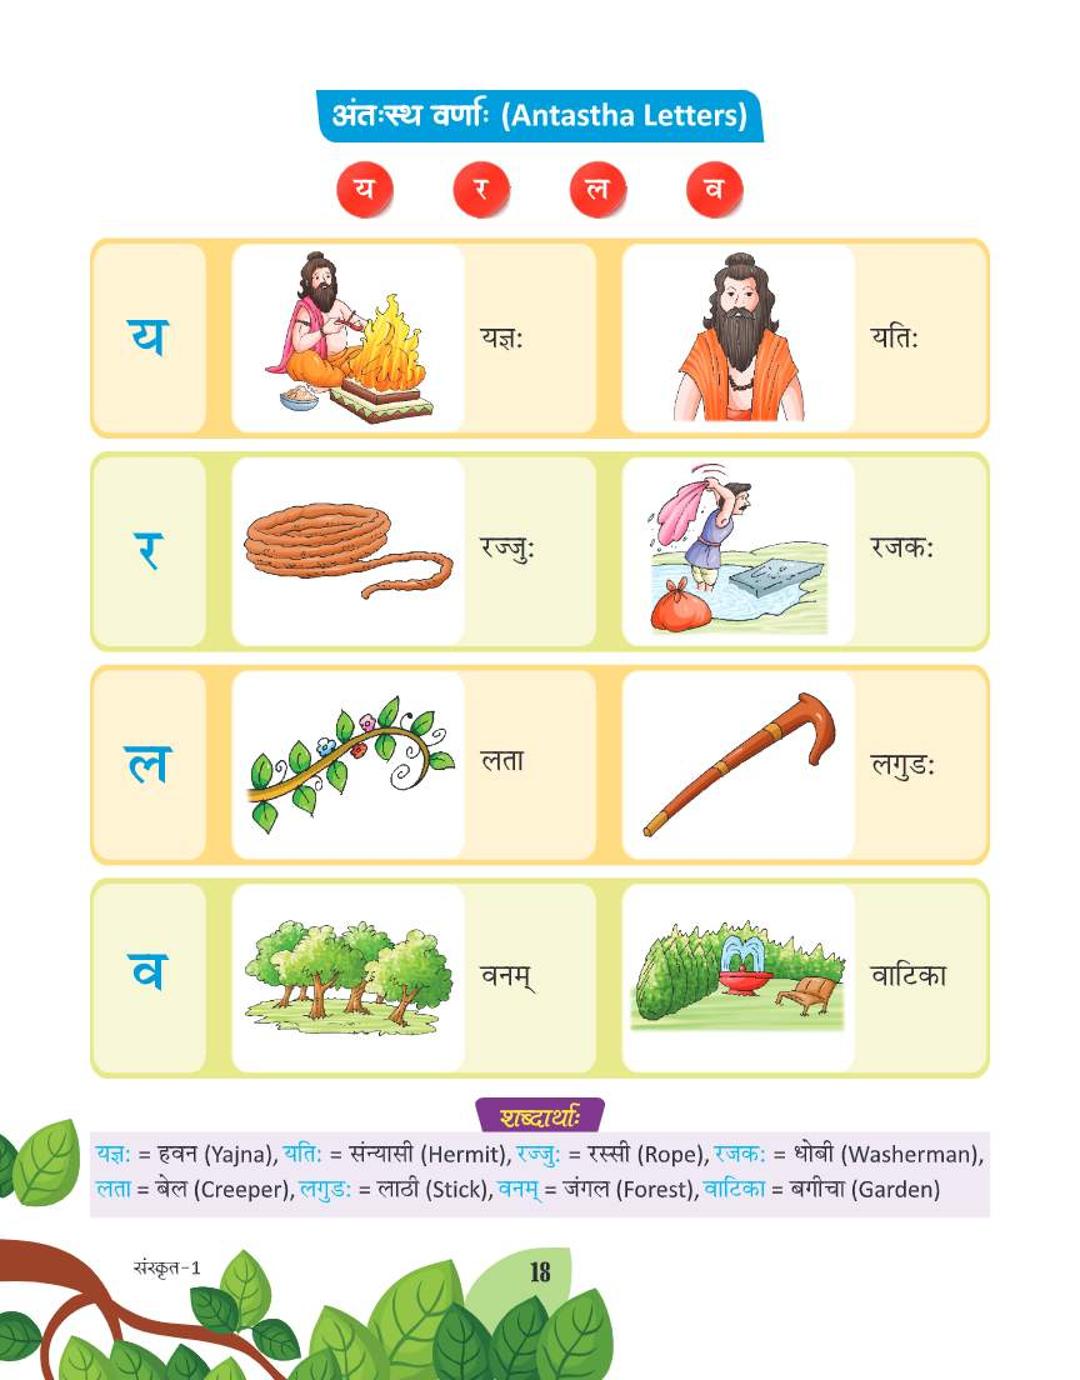 अंतःस्थ वर्णाः (Antastha Letters)
य र ल व
य यज्ञ: यति:
र रज्जु: रजक:
ल लता लगुड:
व वनम् वाटिका
शब्दार्थाः
यज्ञ: = हवन (Yajna), यति: = संन्यासी (Hermit), रज्जु: = रस्सी (Rope), रजक: = धोबी (Washerman),
लता = बेल (Creeper), लगुड: = लाठी (Stick), वनम् = जंगल (Forest), वाटिका = बगीचा (Garden)
संस्कृत-1 18